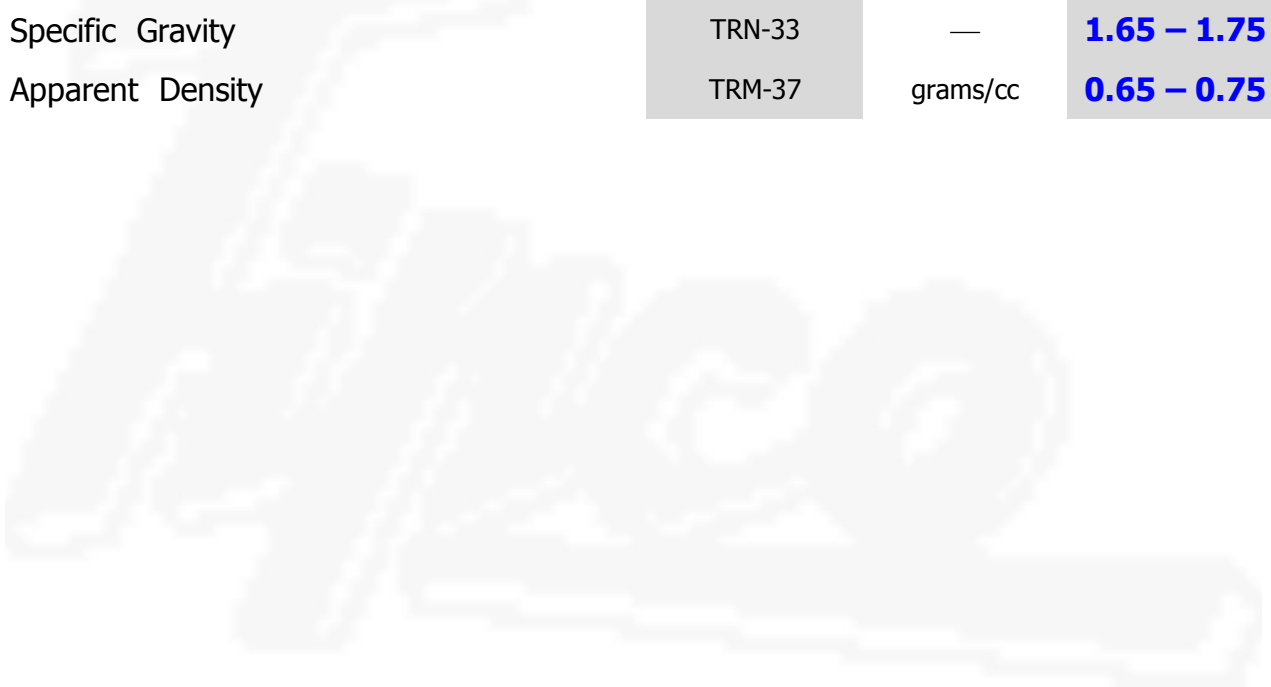 Specific Gravity TRN-33 — 1.65 – 1.75
Apparent Density TRM-37 grams/cc 0.65 – 0.75